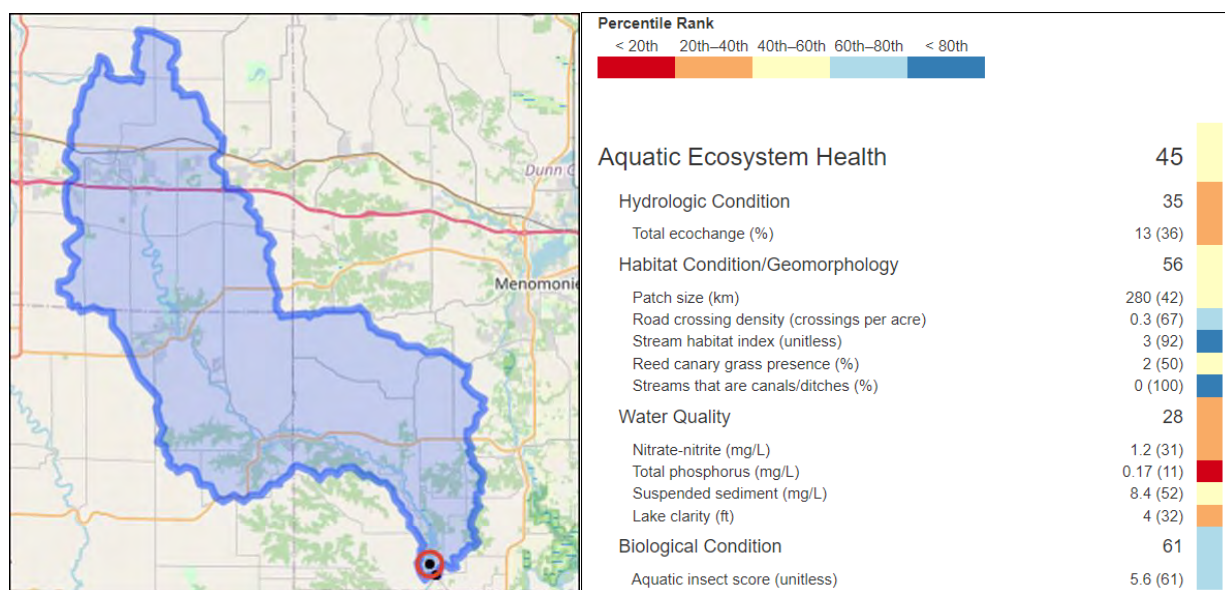 Dunn C
Menomonie
Percentile Rank
< 20th 20th–40th 40th–60th 60th–80th < 80th
Aquatic Ecosystem Health 45
Hydrologic Condition 35
Total ecochange (%) 13 (36)
Habitat Condition/Geomorphology 56
Patch size (km) 280 (42)
Road crossing density (crossings per acre) 0.3 (67)
Stream habitat index (unitless) 3 (92)
Reed canary grass presence (%) 2 (50)
Streams that are canals/ditches (%) 0 (100)
Water Quality 28
Nitrate-nitrite (mg/L) 1.2 (31)
Total phosphorus (mg/L) 0.17 (11)
Suspended sediment (mg/L) 8.4 (52)
Lake clarity (ft) 4 (32)
Biological Condition 61
Aquatic insect score (unitless) 5.6 (61)